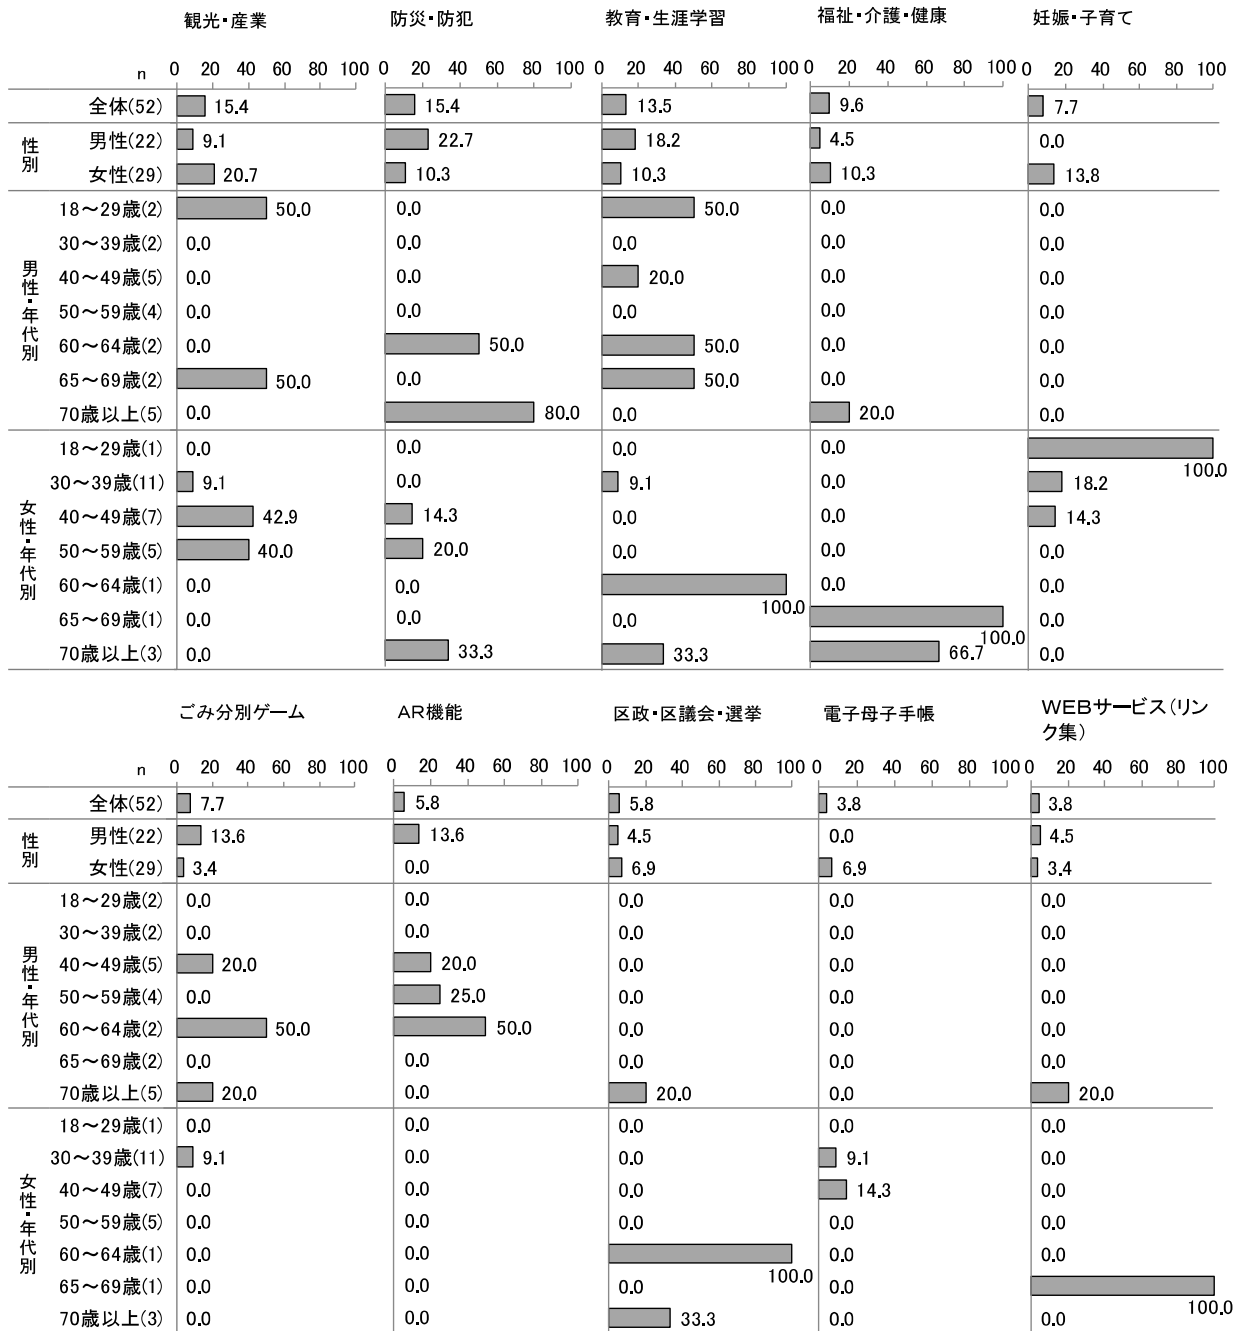 観光・産業 防災・防犯 教育・生涯学習 福祉・介護・健康 妊娠・子育て
n 0 20 40 60 80 100 0 20 40 60 80 100 0 20 40 60 80 100 0 20 40 60 80 100 0 20 40 60 80 100
全体(52) 15.4 15.4 13.5 9.6 7.7
性別
男性(22) 9.1 22.7 18.2 4.5 0.0
女性(29) 20.7 10.3 10.3 10.3 13.8
男性・年代別
18～29歳(2) 50.0 0.0 50.0 0.0 0.0
30～39歳(2) 0.0 0.0 0.0 0.0 0.0
40～49歳(5) 0.0 0.0 20.0 0.0 0.0
50～59歳(4) 0.0 0.0 0.0 0.0 0.0
60～64歳(2) 0.0 50.0 50.0 0.0 0.0
65～69歳(2) 50.0 0.0 50.0 0.0 0.0
70歳以上(5) 0.0 80.0 0.0 20.0 0.0
女性・年代別
18～29歳(1) 0.0 0.0 0.0 0.0 100.0
30～39歳(11) 9.1 0.0 9.1 0.0 18.2
40～49歳(7) 42.9 14.3 0.0 0.0 14.3
50～59歳(5) 40.0 20.0 0.0 0.0 0.0
60～64歳(1) 0.0 0.0 100.0 0.0 0.0
65～69歳(1) 0.0 0.0 0.0 100.0 0.0
70歳以上(3) 0.0 33.3 33.3 66.7 0.0
ごみ分別ゲーム AR機能 区政・区議会・選挙 電子母子手帳 WEBサービス(リン
ク集)
n 0 20 40 60 80 100 0 20 40 60 80 100 0 20 40 60 80 100 0 20 40 60 80 100 0 20 40 60 80 100
全体(52) 7.7 5.8 5.8 3.8 3.8
性別
男性(22) 13.6 13.6 4.5 0.0 4.5
女性(29) 3.4 0.0 6.9 6.9 3.4
男性・年代別
18～29歳(2) 0.0 0.0 0.0 0.0 0.0
30～39歳(2) 0.0 0.0 0.0 0.0 0.0
40～49歳(5) 20.0 20.0 0.0 0.0 0.0
50～59歳(4) 0.0 25.0 0.0 0.0 0.0
60～64歳(2) 50.0 50.0 0.0 0.0 0.0
65～69歳(2) 0.0 0.0 0.0 0.0 0.0
70歳以上(5) 20.0 0.0 20.0 0.0 20.0
女性・年代別
18～29歳(1) 0.0 0.0 0.0 0.0 0.0
30～39歳(11) 9.1 0.0 0.0 9.1 0.0
40～49歳(7) 0.0 0.0 0.0 14.3 0.0
50～59歳(5) 0.0 0.0 0.0 0.0 0.0
60～64歳(1) 0.0 0.0 100.0 0.0 0.0
65～69歳(1) 0.0 0.0 0.0 0.0 100.0
70歳以上(3) 0.0 0.0 33.3 0.0 0.0